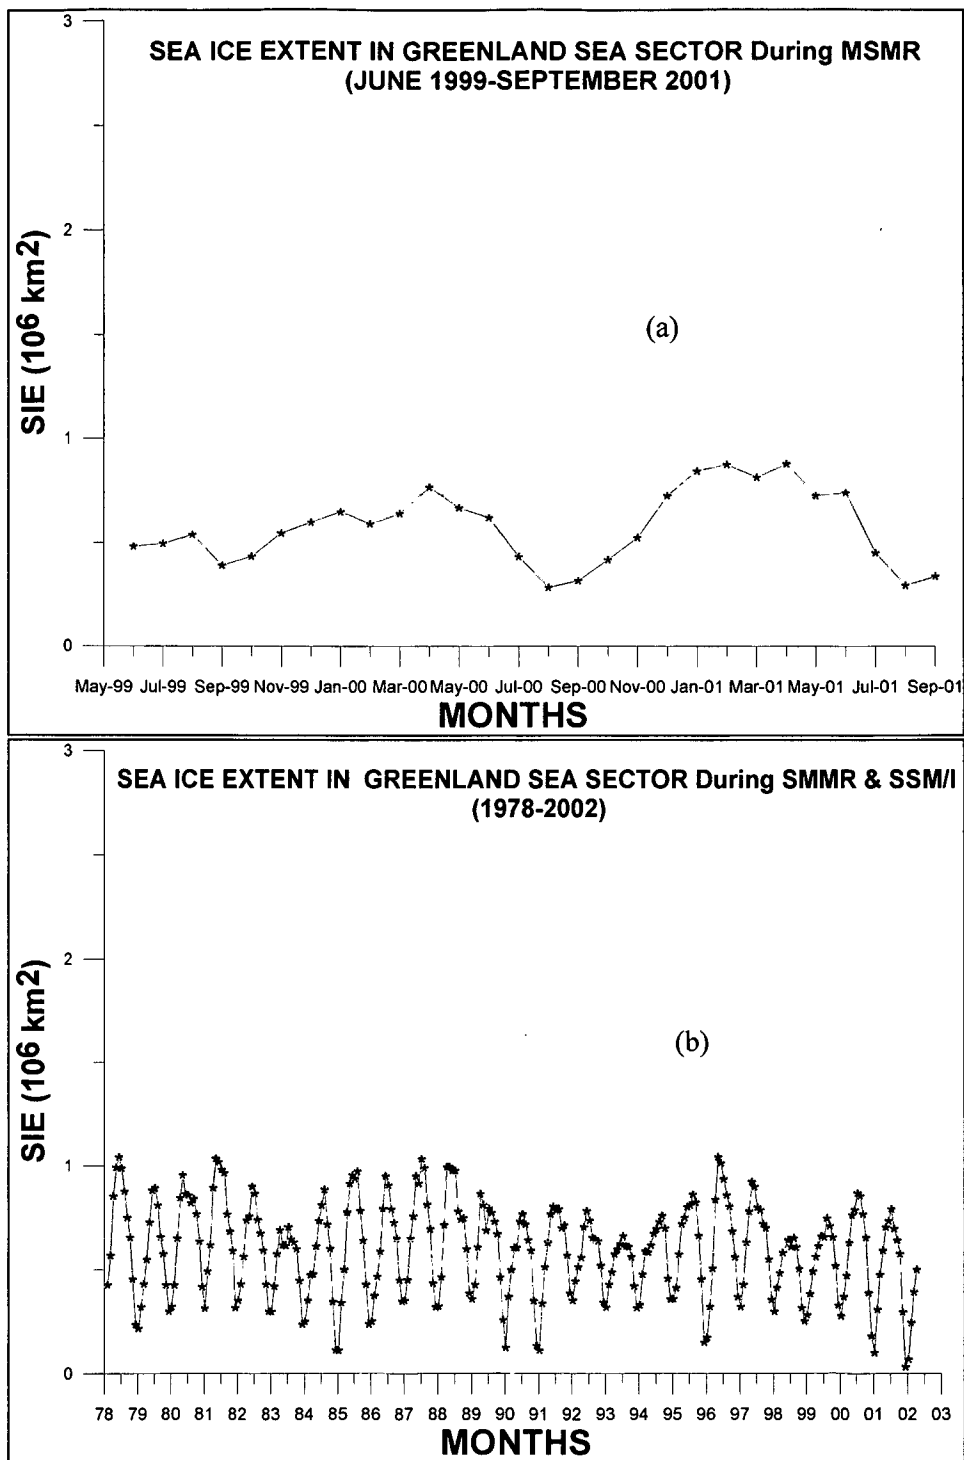 SEA ICE EXTENT IN GREENLAND SEA SECTOR During MSMR
(JUNE 1999-SEPTEMBER 2001)
3
2
1
0
SIE (10⁶ km²)
(a)
May-99 Jul-99 Sep-99 Nov-99 Jan-00 Mar-00 May-00 Jul-00 Sep-00 Nov-00 Jan-01 Mar-01 May-01 Jul-01 Sep-01
MONTHS
SEA ICE EXTENT IN GREENLAND SEA SECTOR During SMMR & SSM/I
(1978-2002)
3
2
1
0
SIE (10⁶ km²)
(b)
78 79 80 81 82 83 84 85 86 87 88 89 90 91 92 93 94 95 96 97 98 99 00 01 02 03
MONTHS